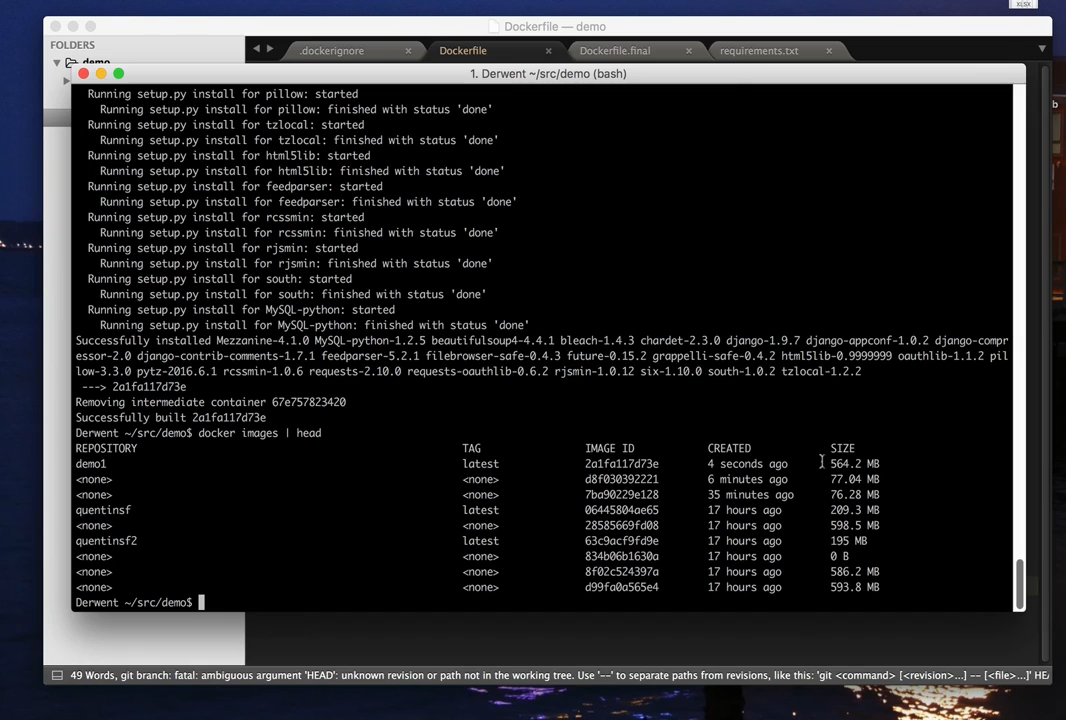 XLSX
Dockerfile — demo
FOLDERS
demo
.dockerignore
Dockerfile
Dockerfile.final
requirements.txt
1. Derwent ~/src/demo (bash)
Running setup.py install for pillow: started
Running setup.py install for pillow: finished with status 'done'
Running setup.py install for tzlocal: started
Running setup.py install for tzlocal: finished with status 'done'
Running setup.py install for html5lib: started
Running setup.py install for html5lib: finished with status 'done'
Running setup.py install for feedparser: started
Running setup.py install for feedparser: finished with status 'done'
Running setup.py install for rcssmin: started
Running setup.py install for rcssmin: finished with status 'done'
Running setup.py install for rjsmin: started
Running setup.py install for rjsmin: finished with status 'done'
Running setup.py install for south: started
Running setup.py install for south: finished with status 'done'
Running setup.py install for MySQL-python: started
Running setup.py install for MySQL-python: finished with status 'done'
Successfully installed Mezzanine-4.1.0 MySQL-python-1.2.5 beautifulsoup4-4.4.1 bleach-1.4.3 chardet-2.3.0 django-1.9.7 django-appconf-1.0.2 django-compr
essor-2.0 django-contrib-comments-1.7.1 feedparser-5.2.1 filebrowser-safe-0.4.3 future-0.15.2 grappelli-safe-0.4.2 html5lib-0.9999999 oauthlib-1.1.2 pil
low-3.3.0 pytz-2016.6.1 rcssmin-1.0.6 requests-2.10.0 requests-oauthlib-0.6.2 rjsmin-1.0.12 six-1.10.0 south-1.0.2 tzlocal-1.2.2
---> 2a1fa117d73e
Removing intermediate container 67e757823420
Successfully built 2a1fa117d73e
Derwent ~/src/demo$ docker images | head
REPOSITORY TAG IMAGE ID CREATED SIZE
demo1 latest 2a1fa117d73e 4 seconds ago 564.2 MB
<none> <none> d8f030392221 6 minutes ago 77.04 MB
<none> <none> 7ba90229e128 35 minutes ago 76.28 MB
quentinsf latest 06445804ae65 17 hours ago 209.3 MB
<none> <none> 28585669fd08 17 hours ago 598.5 MB
quentinsf2 latest 63c9acf9fd9e 17 hours ago 195 MB
<none> <none> 834b06b1630a 17 hours ago 0 B
<none> <none> 8f02c524397a 17 hours ago 586.2 MB
<none> <none> d99fa0a565e4 17 hours ago 593.8 MB
Derwent ~/src/demo$
49 Words, git branch: fatal: ambiguous argument 'HEAD': unknown revision or path not in the working tree. Use '--' to separate paths from revisions, like this: 'git <command> [<revision>...] -- [<file>...]' HEA